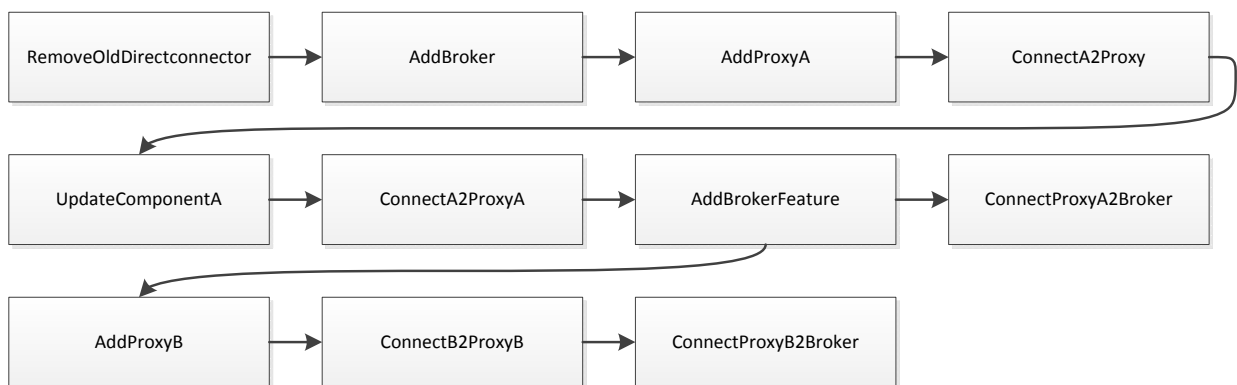 RemoveOldDirectconnector
AddBroker
AddProxyA
ConnectA2Proxy
UpdateComponentA
ConnectA2ProxyA
AddBrokerFeature
ConnectProxyA2Broker
AddProxyB
ConnectB2ProxyB
ConnectProxyB2Broker